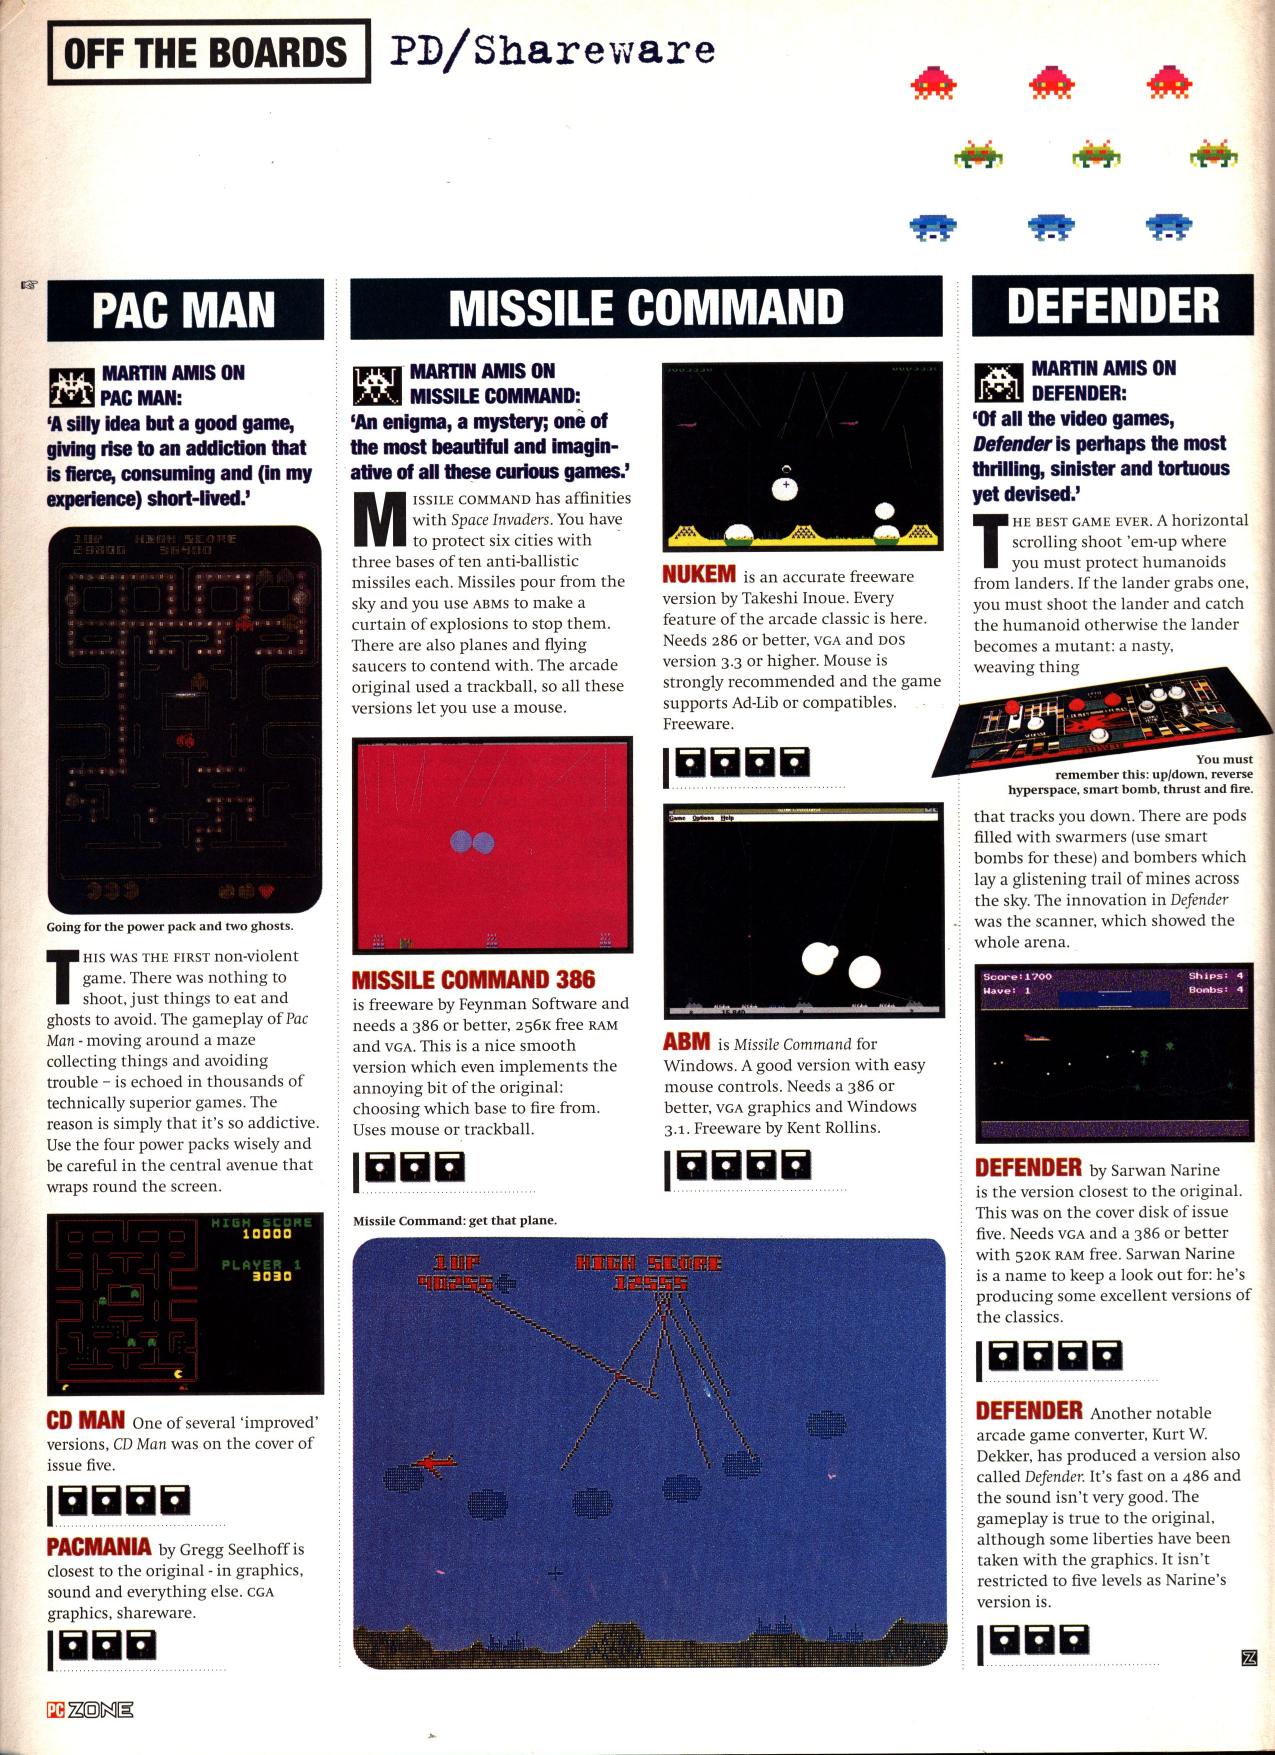 OFF THE BOARDS
PD/Shareware
PAC MAN
MARTIN AMIS ON
PAC MAN:
‘A silly idea but a good game,
giving rise to an addiction that
is fierce, consuming and (in my
experience) short-lived.’
1UP HIGH SCORE
Going for the power pack and two ghosts.
THIS WAS THE FIRST non-violent
game. There was nothing to
shoot, just things to eat and
ghosts to avoid. The gameplay of Pac
Man - moving around a maze
collecting things and avoiding
trouble – is echoed in thousands of
technically superior games. The
reason is simply that it's so addictive.
Use the four power packs wisely and
be careful in the central avenue that
wraps round the screen.
HIGH SCORE
10000
PLAYER 1
3030
CD MAN One of several ‘improved’
versions, CD Man was on the cover of
issue five.
PACMANIA by Gregg Seelhoff is
closest to the original - in graphics,
sound and everything else. CGA
graphics, shareware.
MISSILE COMMAND
MARTIN AMIS ON
MISSILE COMMAND:
‘An enigma, a mystery; one of
the most beautiful and imagin-
ative of all these curious games.’
MISSILE COMMAND has affinities
with Space Invaders. You have
to protect six cities with
three bases of ten anti-ballistic
missiles each. Missiles pour from the
sky and you use ABMS to make a
curtain of explosions to stop them.
There are also planes and flying
saucers to contend with. The arcade
original used a trackball, so all these
versions let you use a mouse.
MISSILE COMMAND 386
is freeware by Feynman Software and
needs a 386 or better, 256K free RAM
and VGA. This is a nice smooth
version which even implements the
annoying bit of the original:
choosing which base to fire from.
Uses mouse or trackball.
NUKEM is an accurate freeware
version by Takeshi Inoue. Every
feature of the arcade classic is here.
Needs 286 or better, VGA and DOS
version 3.3 or higher. Mouse is
strongly recommended and the game
supports Ad-Lib or compatibles.
Freeware.
Game Options Help
ABM is Missile Command for
Windows. A good version with easy
mouse controls. Needs a 386 or
better, VGA graphics and Windows
3.1. Freeware by Kent Rollins.
Missile Command: get that plane.
1UP HIGH SCORE
40255 12555
DEFENDER
MARTIN AMIS ON
DEFENDER:
‘Of all the video games,
Defender is perhaps the most
thrilling, sinister and tortuous
yet devised.’
THE BEST GAME EVER. A horizontal
scrolling shoot 'em-up where
you must protect humanoids
from landers. If the lander grabs one,
you must shoot the lander and catch
the humanoid otherwise the lander
becomes a mutant: a nasty,
weaving thing
You must
remember this: up/down, reverse
hyperspace, smart bomb, thrust and fire.
that tracks you down. There are pods
filled with swarmers (use smart
bombs for these) and bombers which
lay a glistening trail of mines across
the sky. The innovation in Defender
was the scanner, which showed the
whole arena.
Score:1700 Ships: 4
Wave: 1 Bombs: 4
DEFENDER by Sarwan Narine
is the version closest to the original.
This was on the cover disk of issue
five. Needs VGA and a 386 or better
with 520K RAM free. Sarwan Narine
is a name to keep a look out for: he's
producing some excellent versions of
the classics.
DEFENDER Another notable
arcade game converter, Kurt W.
Dekker, has produced a version also
called Defender. It's fast on a 486 and
the sound isn't very good. The
gameplay is true to the original,
although some liberties have been
taken with the graphics. It isn't
restricted to five levels as Narine's
version is.
Z
PC ZONE